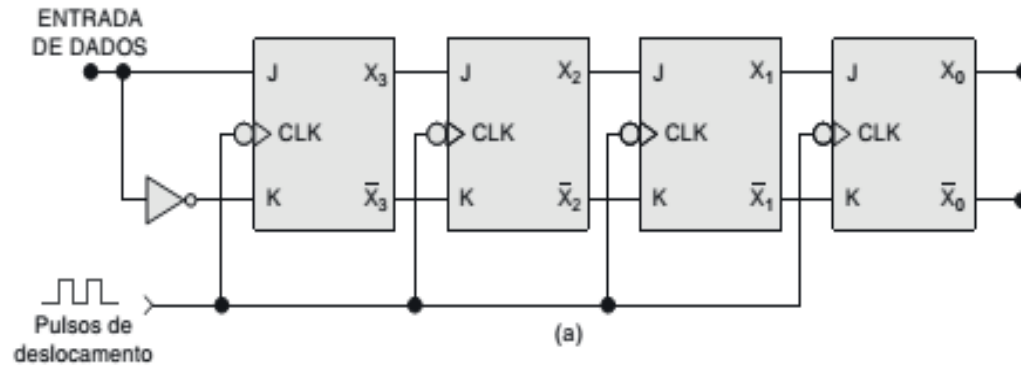 ENTRADA
DE DADOS
J X₃ J X₂ J X₁ J X₀
CLK CLK CLK CLK
K X̅₃ K X̅₂ K X̅₁ K X̅₀
Pulsos de
deslocamento
(a)